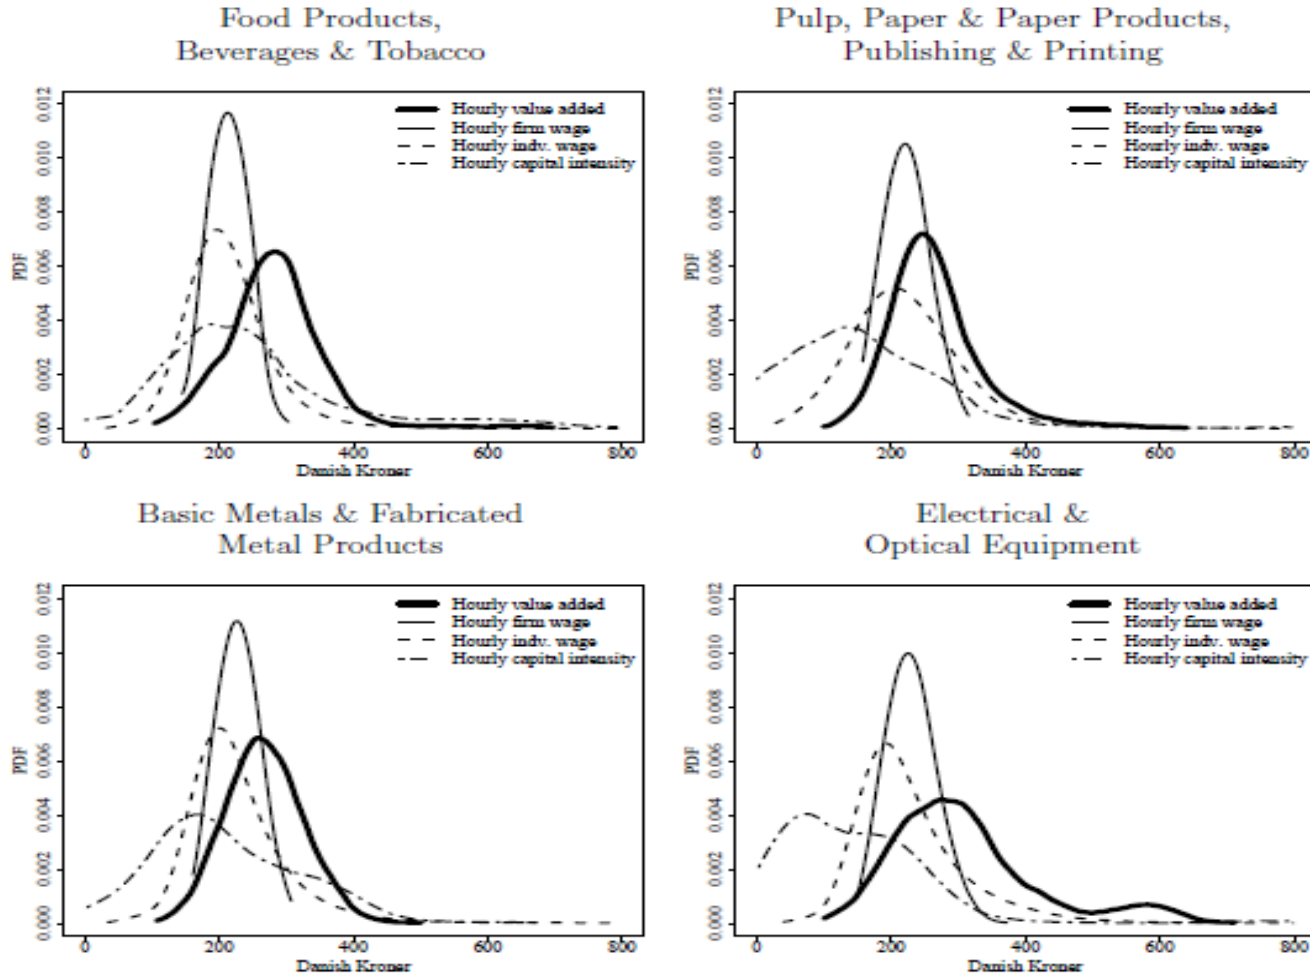 Food Products,
Beverages & Tobacco
PDF
0.000 0.002 0.004 0.006 0.008 0.010 0.012
Hourly value added
Hourly firm wage
Hourly indv. wage
Hourly capital intensity
0 200 400 600 800
Danish Kroner
Pulp, Paper & Paper Products,
Publishing & Printing
PDF
0.000 0.002 0.004 0.006 0.008 0.010 0.012
Hourly value added
Hourly firm wage
Hourly indv. wage
Hourly capital intensity
0 200 400 600 800
Danish Kroner
Basic Metals & Fabricated
Metal Products
PDF
0.000 0.002 0.004 0.006 0.008 0.010 0.012
Hourly value added
Hourly firm wage
Hourly indv. wage
Hourly capital intensity
0 200 400 600 800
Danish Kroner
Electrical &
Optical Equipment
PDF
0.000 0.002 0.004 0.006 0.008 0.010 0.012
Hourly value added
Hourly firm wage
Hourly indv. wage
Hourly capital intensity
0 200 400 600 800
Danish Kroner